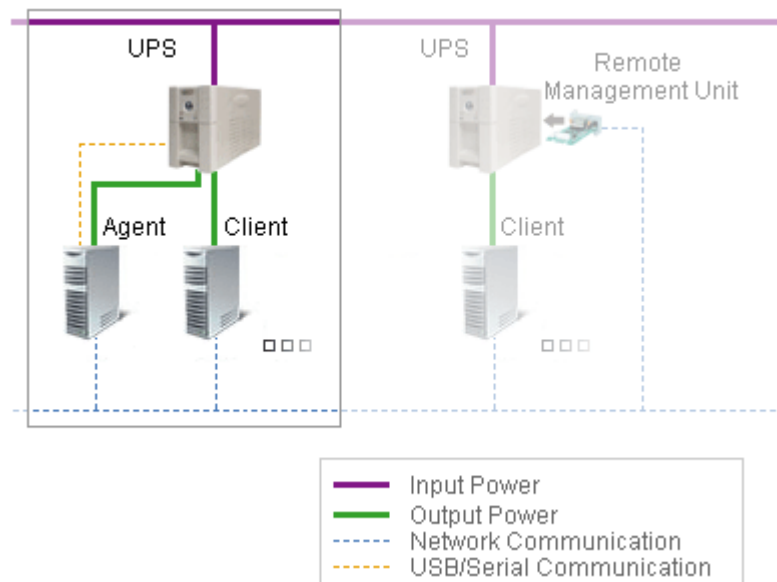 UPS
Agent
Client
UPS
Remote
Management Unit
Client
Input Power
Output Power
Network Communication
USB/Serial Communication